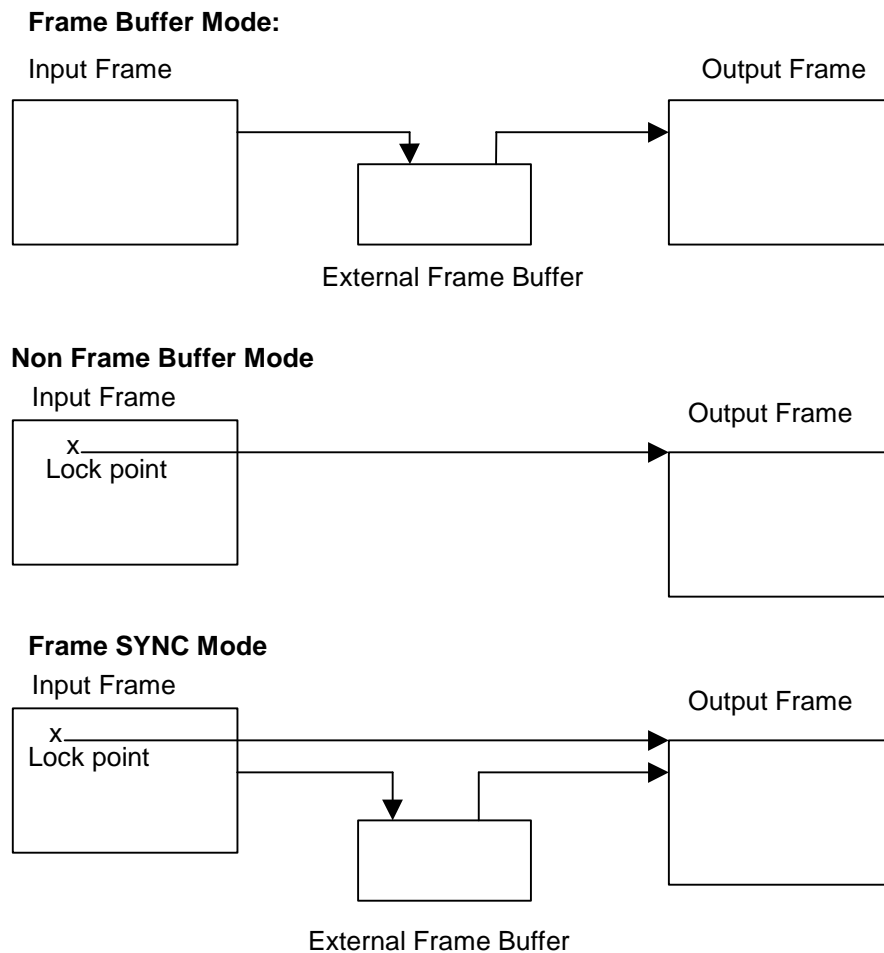 Frame Buffer Mode:
Input Frame
Output Frame
External Frame Buffer
Non Frame Buffer Mode
Input Frame
Output Frame
x
Lock point
Frame SYNC Mode
Input Frame
Output Frame
x
Lock point
External Frame Buffer